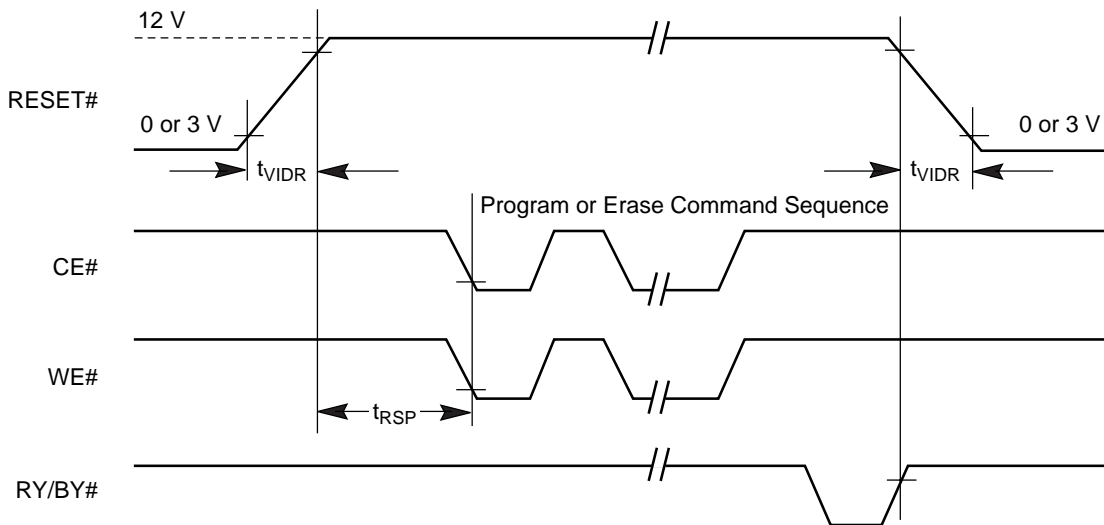 12 V
RESET#
0 or 3 V
0 or 3 V
tVIDR
tVIDR
Program or Erase Command Sequence
CE#
WE#
tRSP
RY/BY#